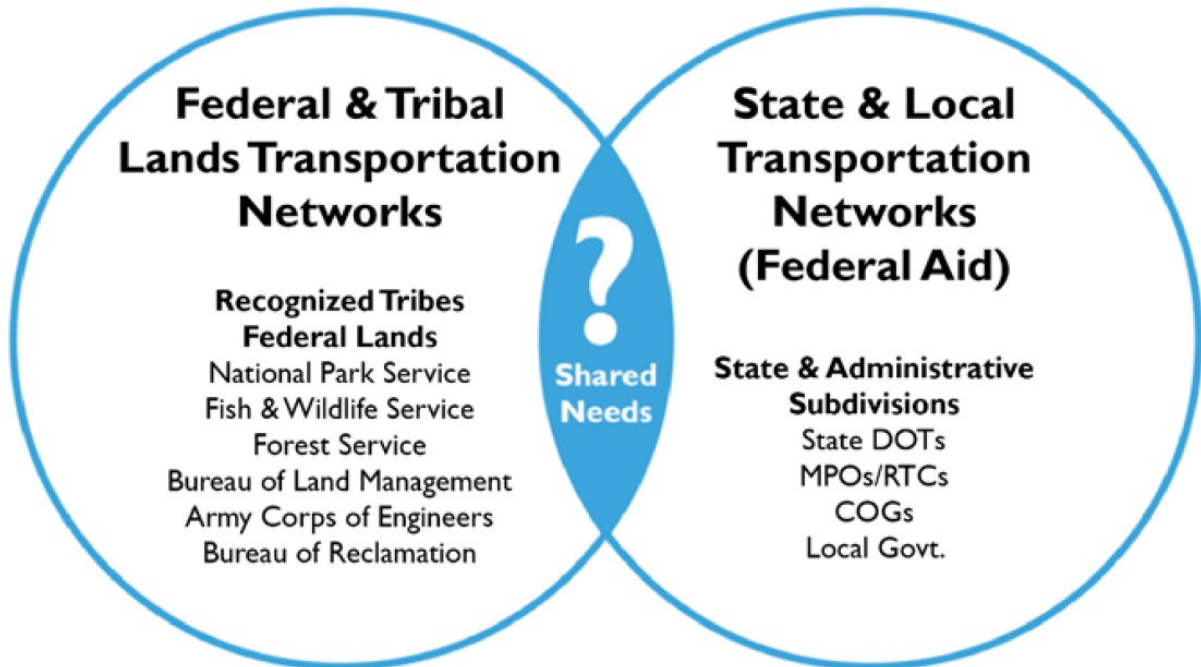 Federal & Tribal
Lands Transportation
Networks
Recognized Tribes
Federal Lands
National Park Service
Fish & Wildlife Service
Forest Service
Bureau of Land Management
Army Corps of Engineers
Bureau of Reclamation
?
Shared
Needs
State & Local
Transportation
Networks
(Federal Aid)
State & Administrative
Subdivisions
State DOTs
MPOs/RTCs
COGs
Local Govt.